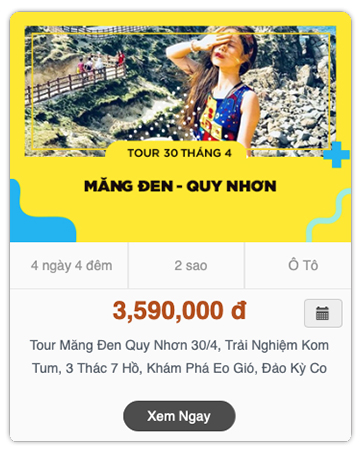 TOUR 30 THÁNG 4
MĂNG ĐEN - QUY NHƠN
4 ngày 4 đêm
2 sao
Ô Tô
3,590,000 đ
Tour Măng Đen Quy Nhơn 30/4, Trải Nghiệm Kom
Tum, 3 Thác 7 Hồ, Khám Phá Eo Gió, Đảo Kỳ Co
Xem Ngay